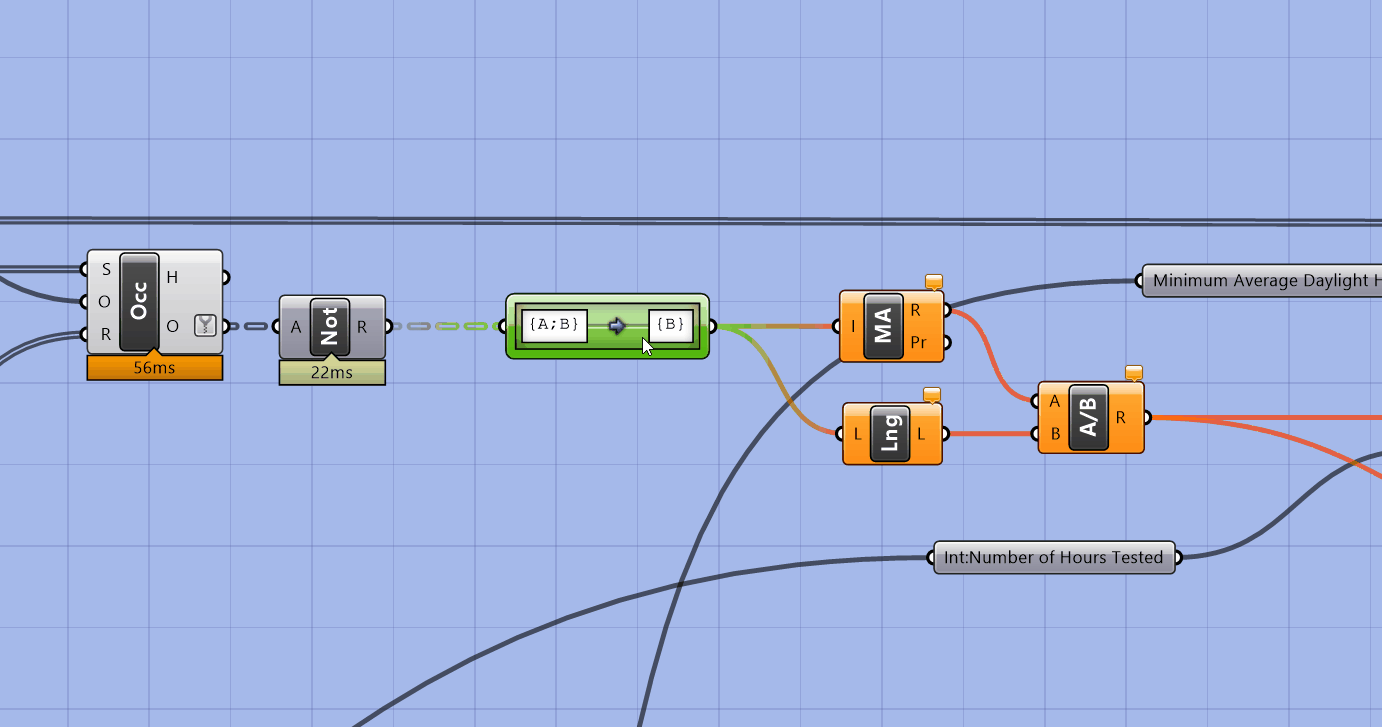 S
O
R
Occ
H
O
56ms
A
Not
R
22ms
{A;B}
{B}
I
MA
R
Pr
L
Lng
L
A
B
A/B
R
Minimum Average Daylight H
Int:Number of Hours Tested